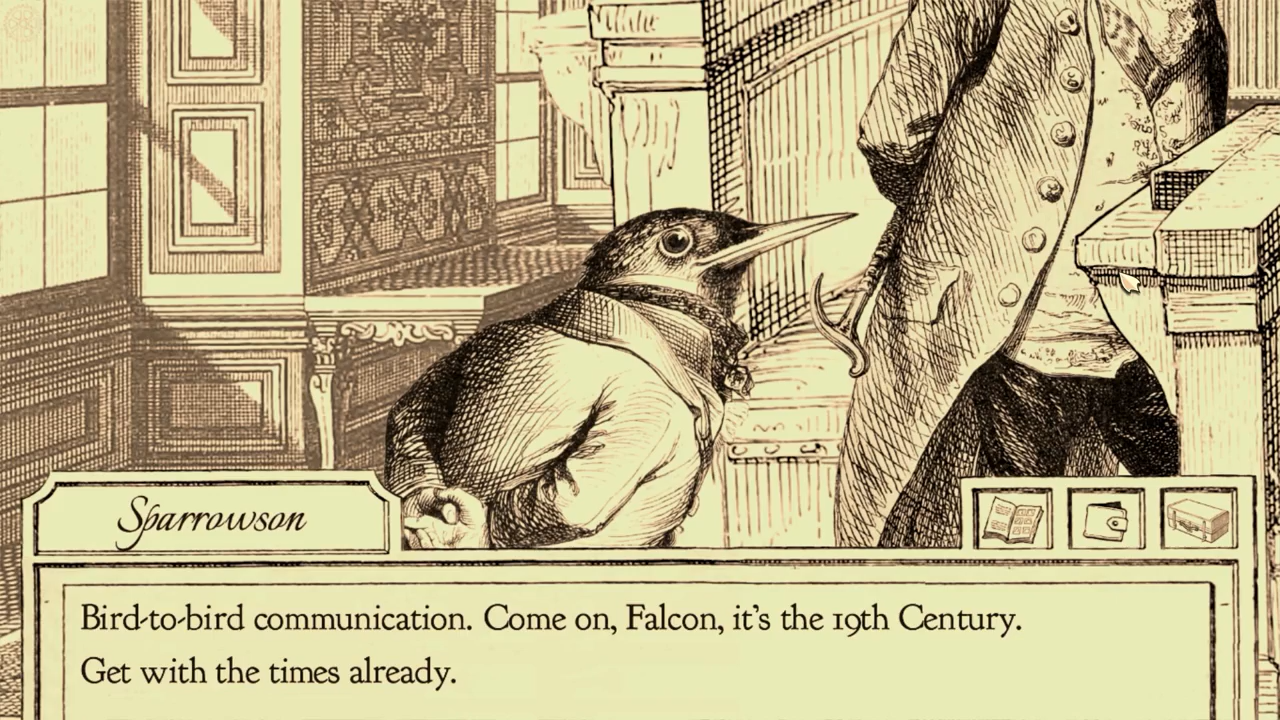 Sparrowson
Bird-to-bird communication. Come on, Falcon, it's the 19th Century.
Get with the times already.